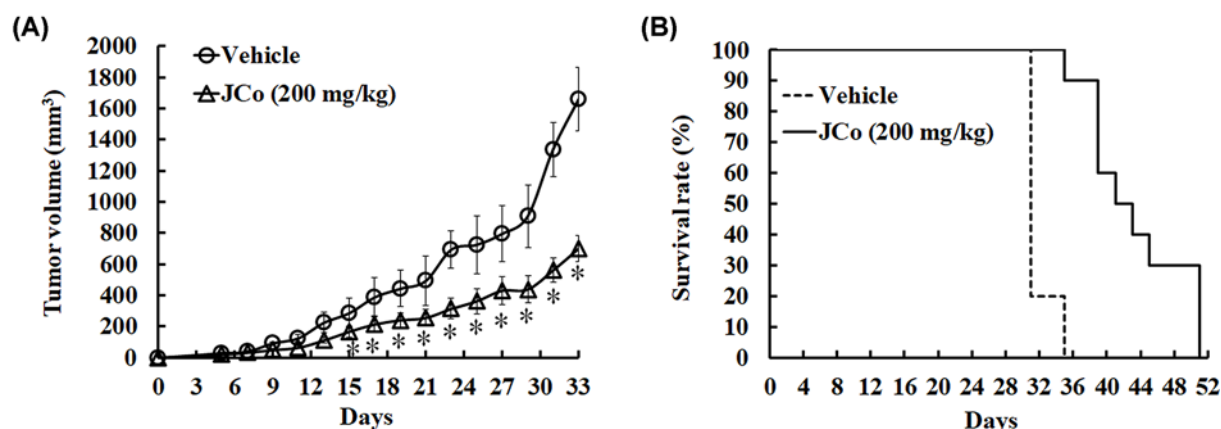 (A)
2000
1800
1600
1400
1200
1000
800
600
400
200
0
Tumor volume (mm³)
Vehicle
JCo (200 mg/kg)
* * * * * * * * * *
0 3 6 9 12 15 18 21 24 27 30 33
Days
(B)
100
90
80
70
60
50
40
30
20
10
0
Survival rate (%)
Vehicle
JCo (200 mg/kg)
0 4 8 12 16 20 24 28 32 36 40 44 48 52
Days